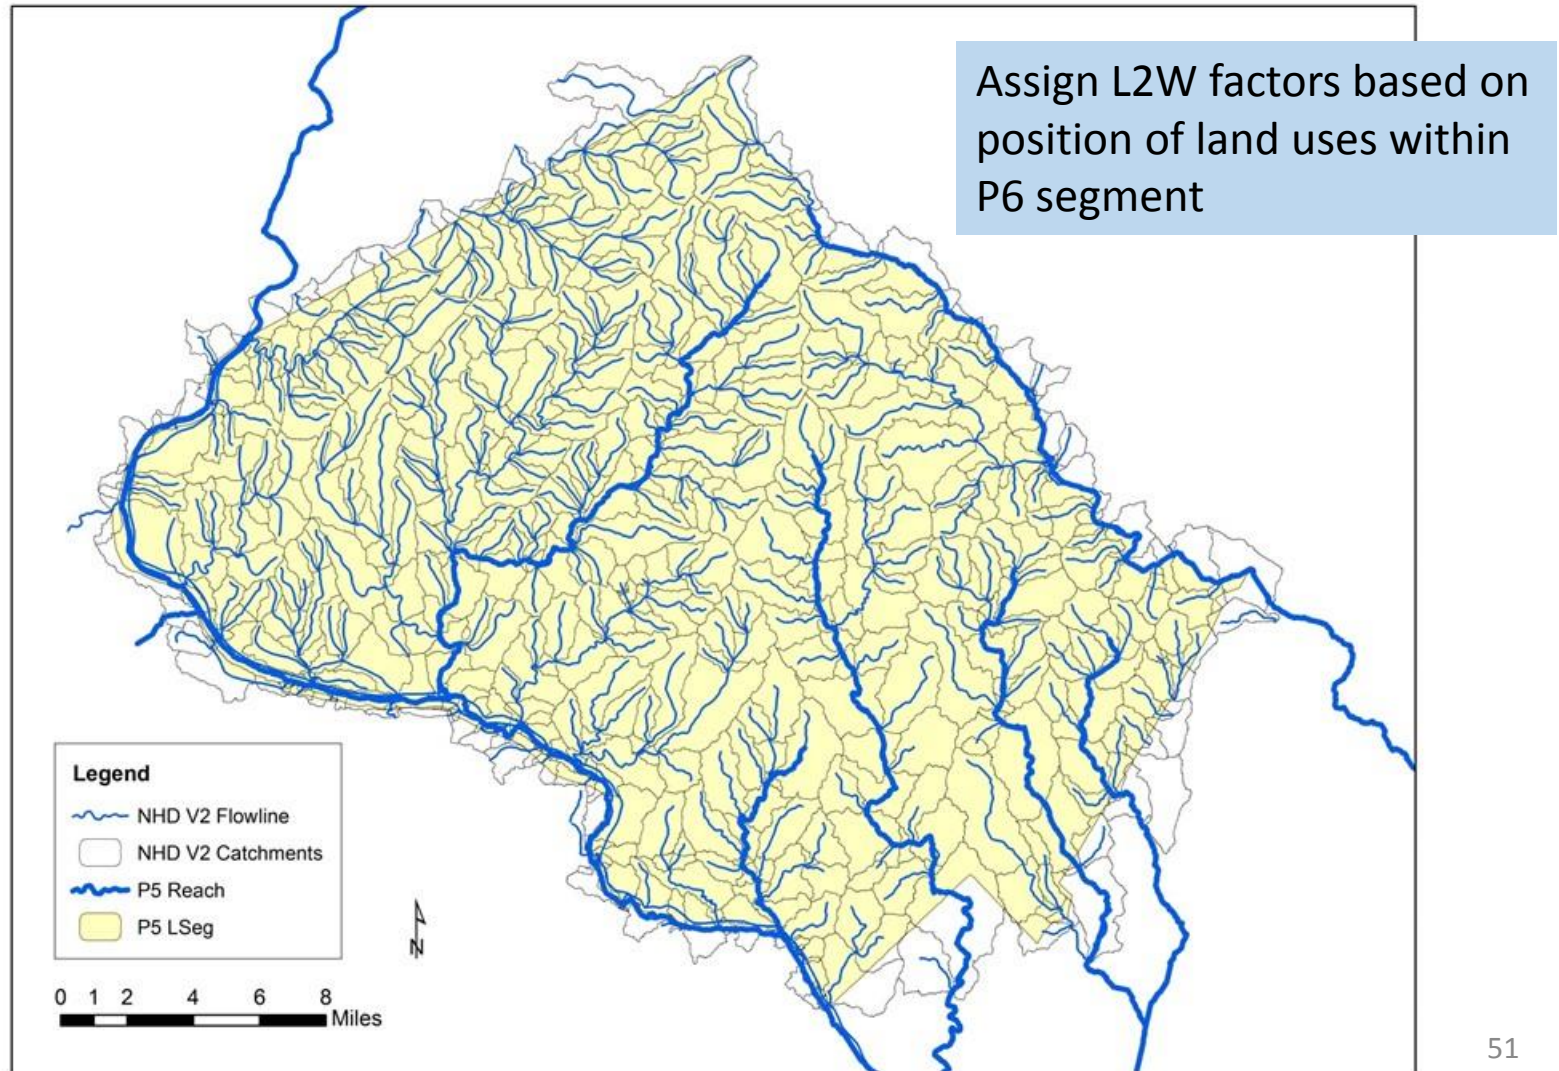 Assign L2W factors based on
position of land uses within
P6 segment
Legend
NHD V2 Flowline
NHD V2 Catchments
P5 Reach
P5 LSeg
N
0 1 2 4 6 8
Miles
51